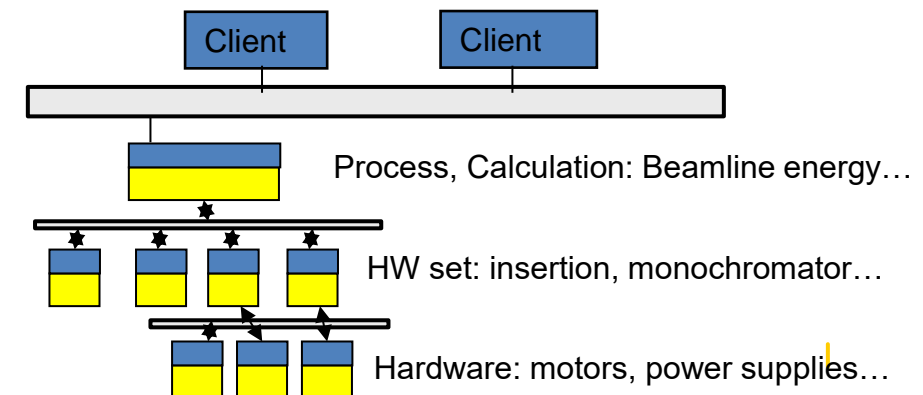 Client
Client
Process, Calculation: Beamline energy…
HW set: insertion, monochromator…
Hardware: motors, power supplies…